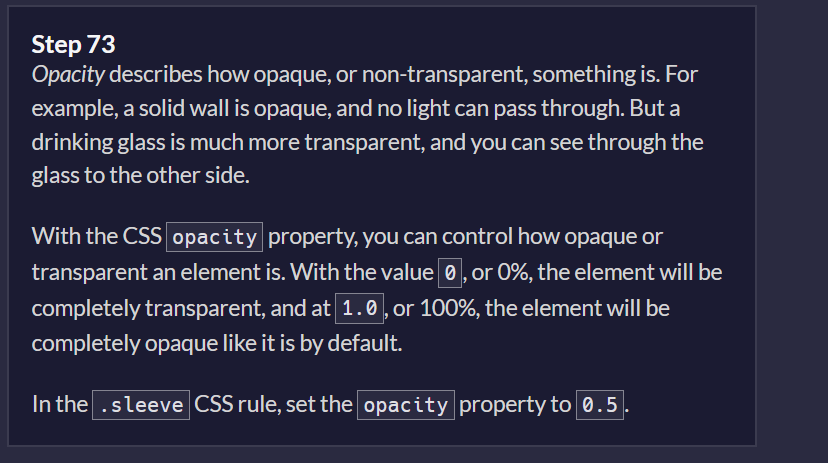 Step 73
Opacity describes how opaque, or non-transparent, something is. For
example, a solid wall is opaque, and no light can pass through. But a
drinking glass is much more transparent, and you can see through the
glass to the other side.
With the CSS opacity property, you can control how opaque or
transparent an element is. With the value 0, or 0%, the element will be
completely transparent, and at 1.0, or 100%, the element will be
completely opaque like it is by default.
In the .sleeve CSS rule, set the opacity property to 0.5.